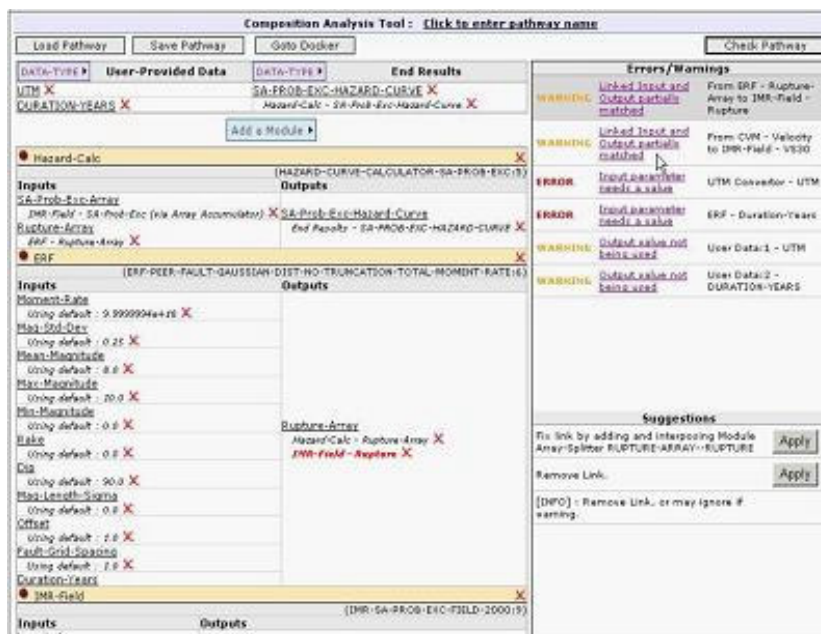 Composition Analysis Tool : Click to enter pathway name
Load Pathway
Save Pathway
Goto Docker
Check Pathway
DATA-TYPE
User-Provided Data
DATA-TYPE
End Results
UTM X
DURATION-YEARS X
SA-PROB-EXC-HAZARD-CURVE X
Hazard-Calc - SA-Prob-Exc-Hazard-Curve X
Add a Module
Hazard-Calc X
(HAZARD-CURVE-CALCULATOR-SA-PROB-EXC:5)
Inputs
Outputs
SA-Prob-Exc-Array
IMR-Field - SA-Prob-Exc (via Array Accumulator) X
Rupture-Array
ERF - Rupture-Array X
SA-Prob-Exc-Hazard-Curve
End Results - SA-PROB-EXC-HAZARD-CURVE X
ERF X
(ERF-PEER-FAULT-GAUSSIAN-DIST-NO-TRUNCATION-TOTAL-MOMENT-RATE:6)
Inputs
Outputs
Moment-Rate
Using default : 9.9999994e+16 X
Mag-Std-Dev
Using default : 0.25 X
Mean-Magnitude
Using default : 6.0 X
Max-Magnitude
Using default : 10.0 X
Min-Magnitude
Using default : 0.0 X
Rake
Using default : 0.0 X
Dip
Using default : 90.0 X
Mag-Length-Sigma
Using default : 0.0 X
Offset
Using default : 1.0 X
Fault-Grid-Spacing
Using default : 1.0 X
Duration-Years
Rupture-Array
Hazard-Calc - Rupture-Array X
IMR-Field - Rupture X
IMR-Field X
(IMR-SA-PROB-EXC-FIELD-2000:9)
Inputs
Outputs
Errors/Warnings
WARNING Linked Input and Output partially matched From ERF - Rupture-Array to IMR-Field - Rupture
WARNING Linked Input and Output partially matched From CVM - Velocity to IMR-Field - VS30
ERROR Input parameter needs a value UTM Convertor - UTM
ERROR Input parameter needs a value ERF - Duration-Years
WARNING Output value not being used User Data:1 - UTM
WARNING Output value not being used User Data:2 - DURATION-YEARS
Suggestions
Fix link by adding and interposing Module
Array-Splitter RUPTURE-ARRAY--RUPTURE
Apply
Remove Link.
Apply
[INFO] : Remove Link, or may ignore if
warning.